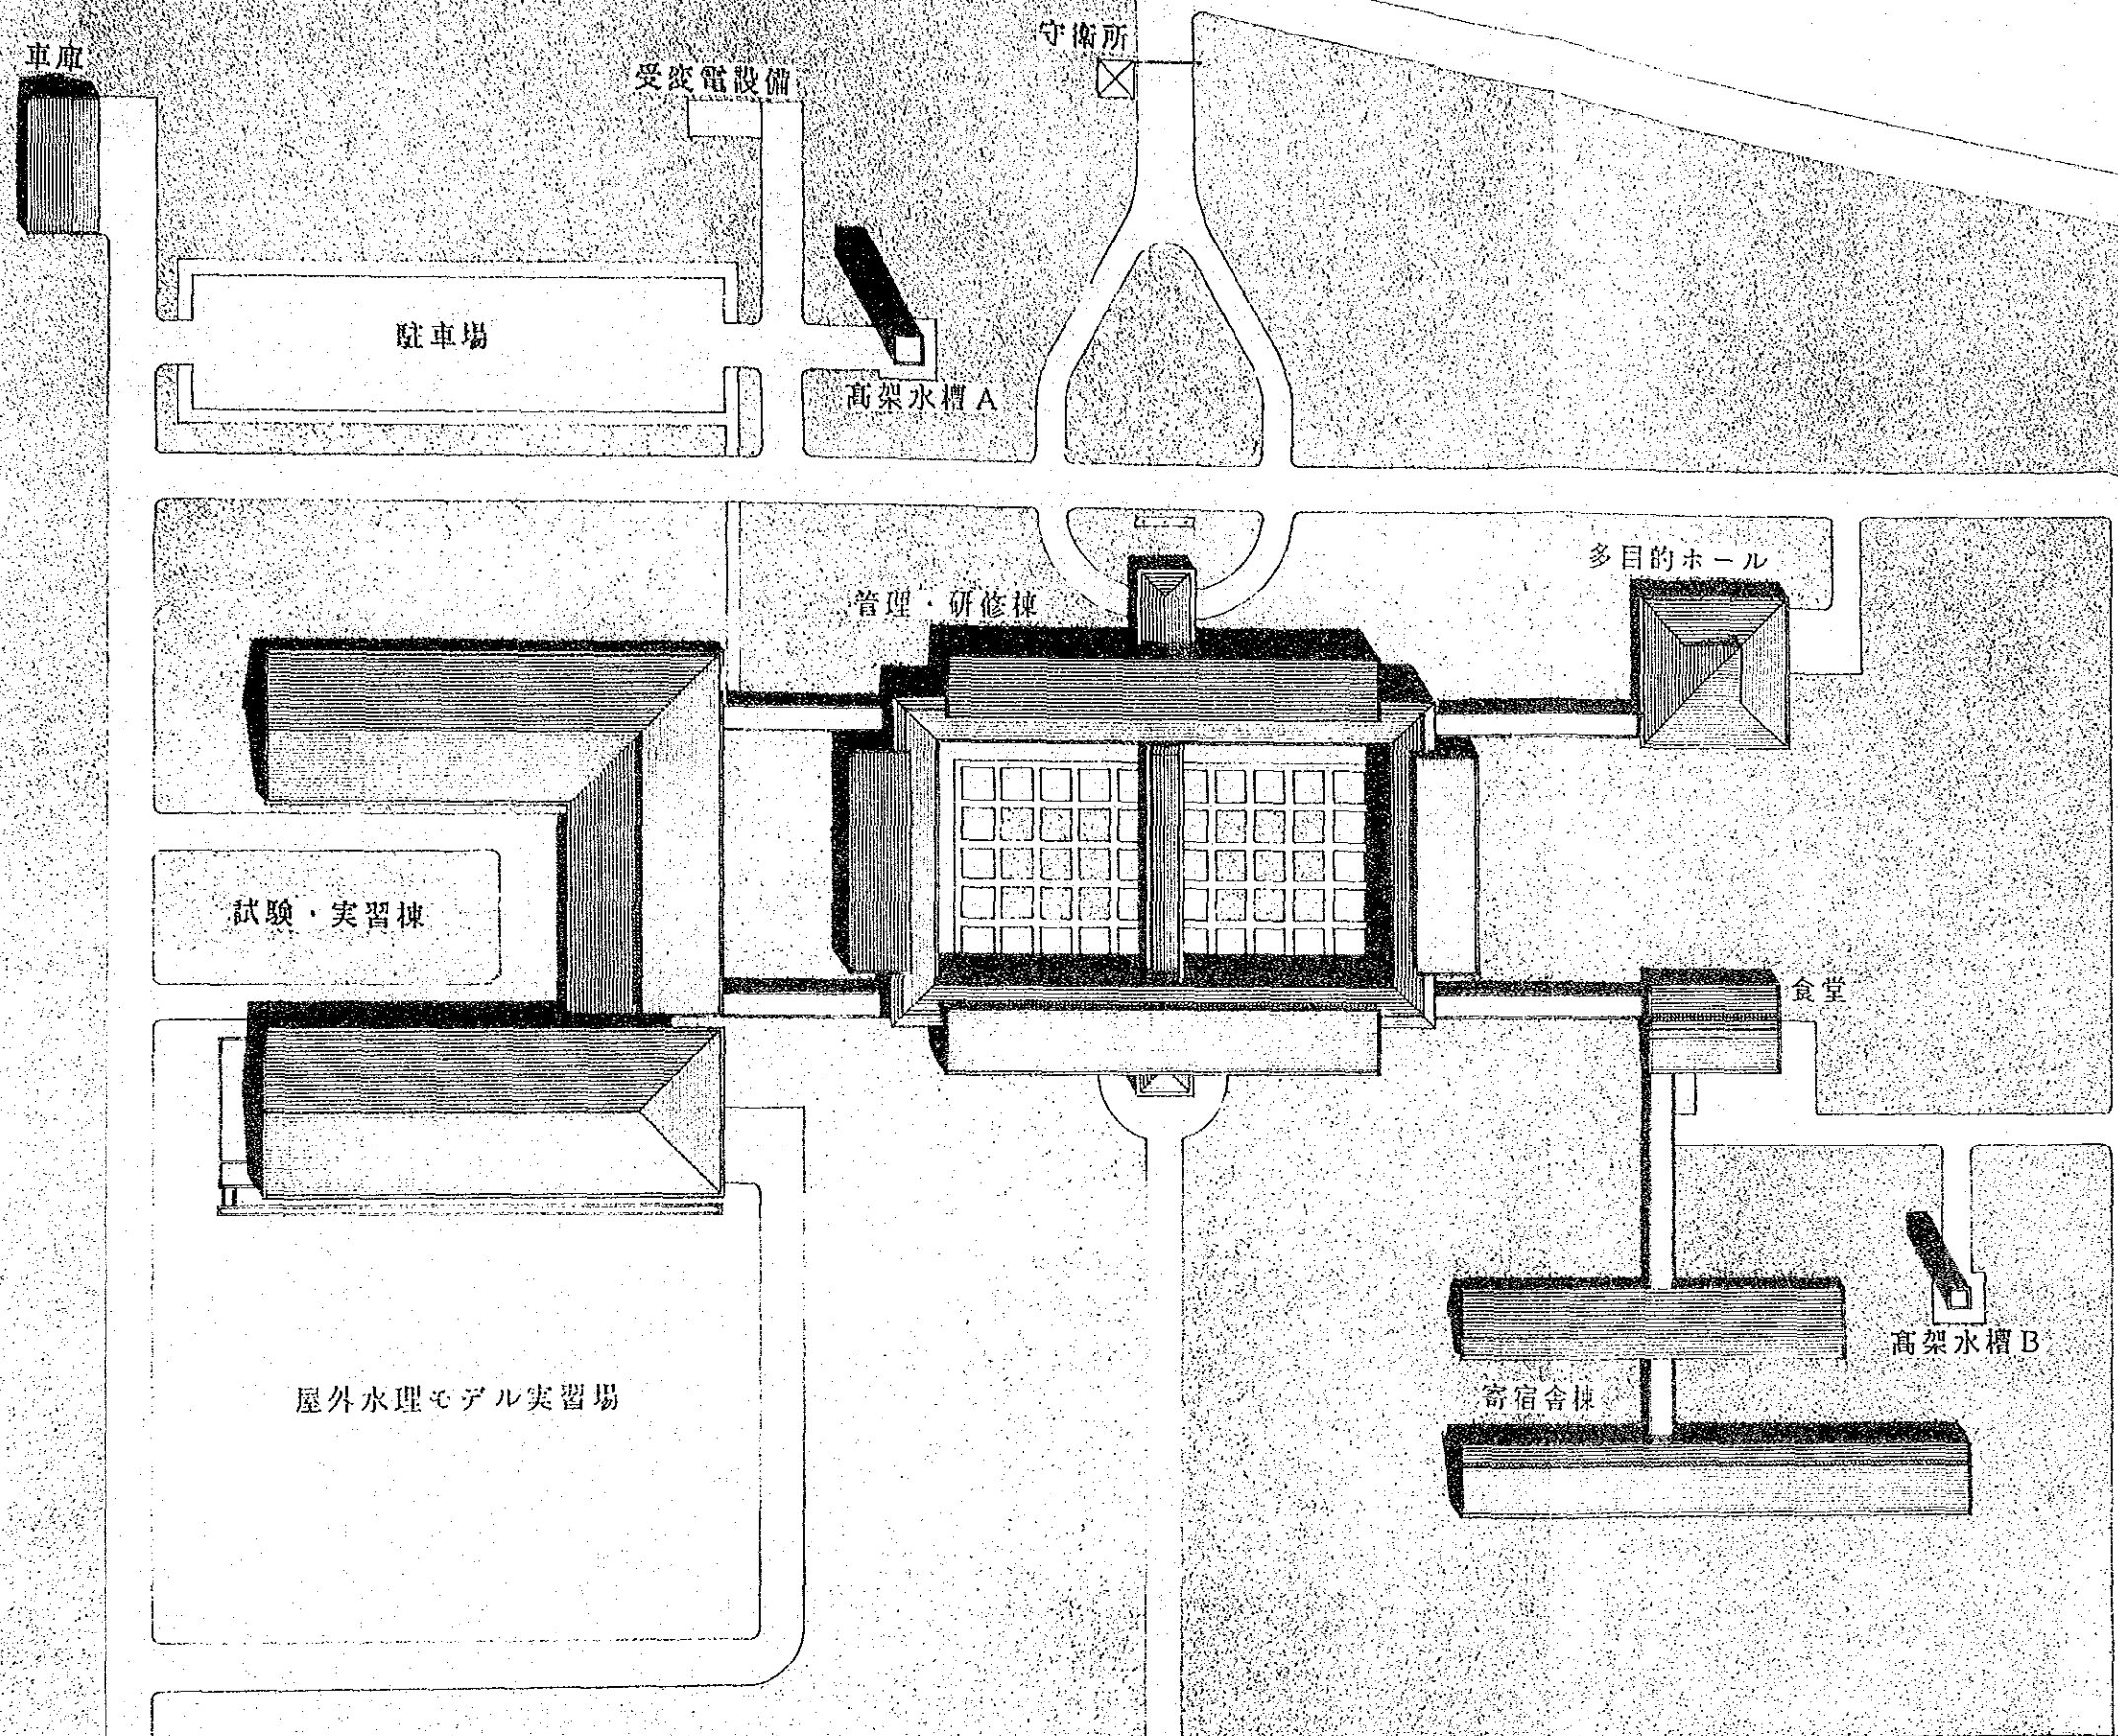 守衛所
車庫
受変電設備
駐車場
髙架水槽A
多目的ホール
管理・研修棟
試験・実習棟
食堂
髙架水槽B
屋外水理モデル実習場
寄宿舎棟